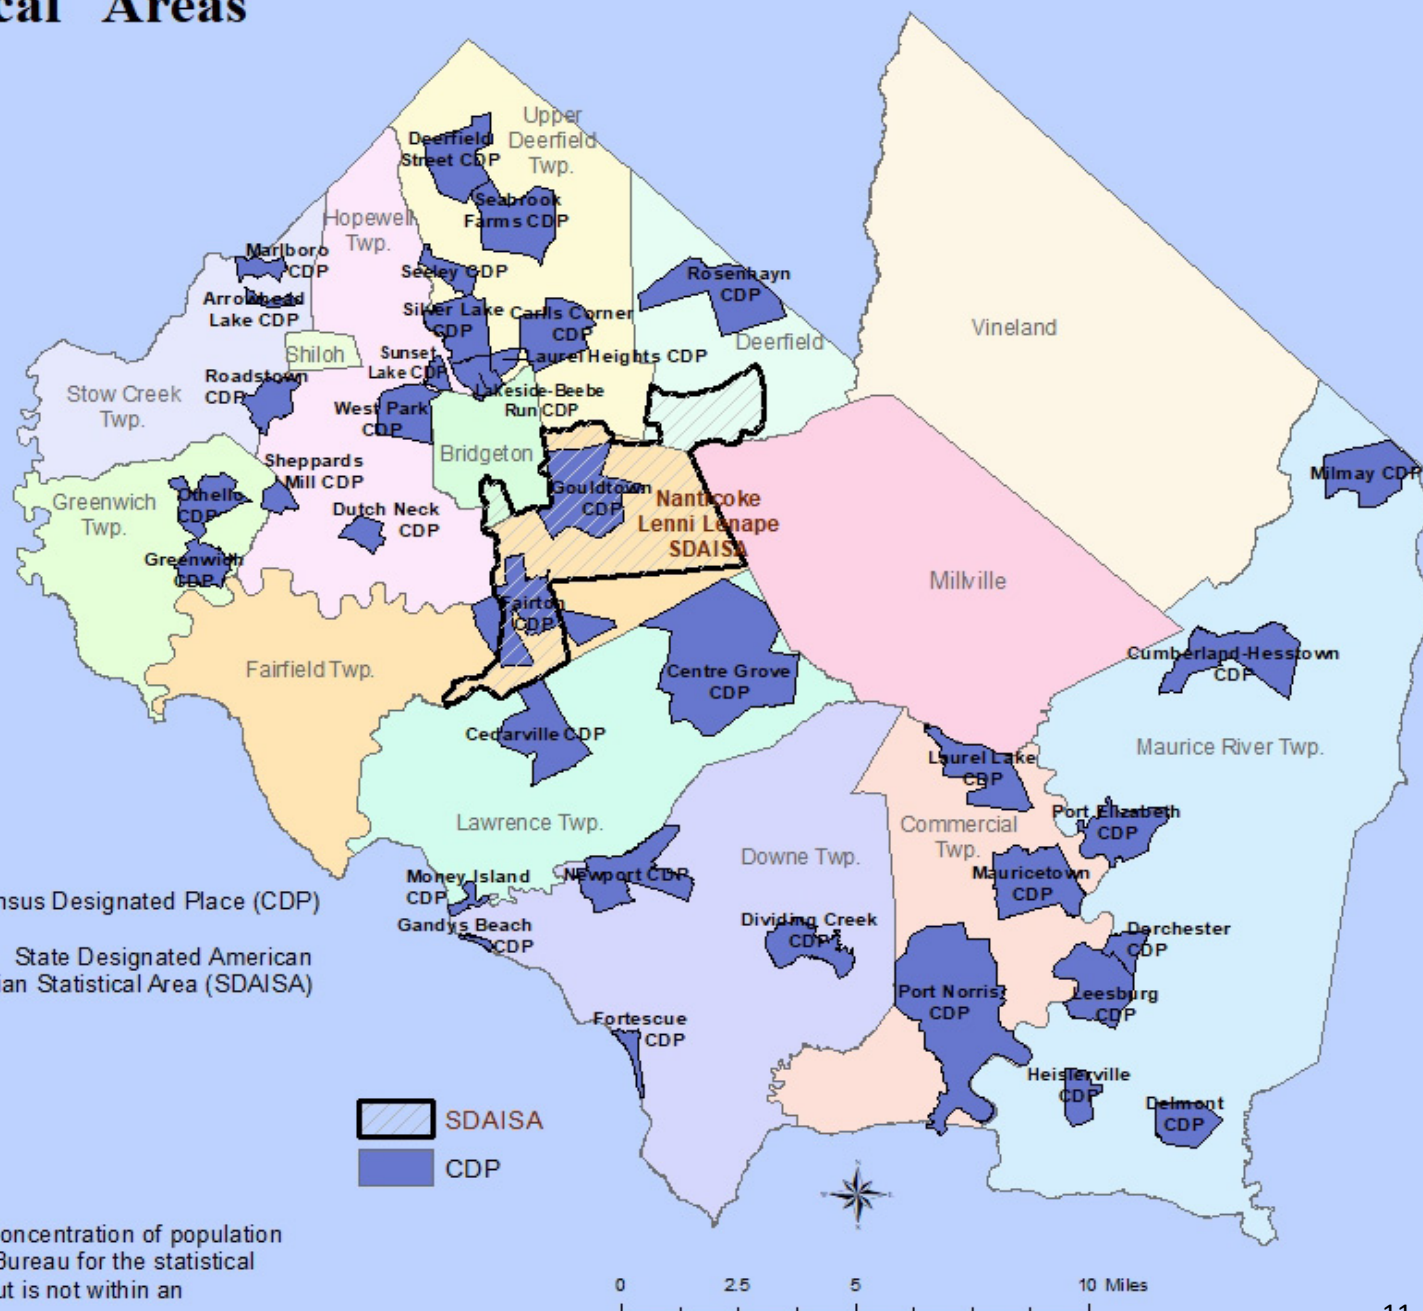 cal Areas
Upper
Deerfield
Twp.
Deerfield
Street CDP
Seabrook
Farms CDP
Hopewell
Twp.
Marlboro
CDP
Seeley CDP
Rosenhayn
CDP
Arrowhead
Lake CDP
Silver Lake
CDP
Carlls Corner
CDP
Vineland
Deerfield
Shiloh
Sunset
Lake CDP
Laurel Heights CDP
Roadstown
CDP
Stow Creek
Twp.
Lakeside-Beebe
Run CDP
West Park
CDP
Bridgeton
Sheppards
Mill CDP
Milmay CDP
Greenwich
Twp.
Othello
CDP
Gouldtown
CDP
Nanticoke
Lenni Lenape
SDAISA
Dutch Neck
CDP
Greenwich
CDP
Millville
Fairton
CDP
Fairfield Twp.
Cumberland-Hesstown
CDP
Centre Grove
CDP
Cedarville CDP
Maurice River Twp.
Laurel Lake
CDP
Port Elizabeth
CDP
Lawrence Twp.
Commercial
Twp.
Downe Twp.
Mauricetown
CDP
Money Island
CDP
Newport CDP
nsus Designated Place (CDP)
Gandys Beach
CDP
Dividing Creek
CDP
Dorchester
CDP
State Designated American
ian Statistical Area (SDAISA)
Port Norris
CDP
Leesburg
CDP
Fortescue
CDP
Heislerville
CDP
Delmont
CDP
SDAISA
CDP
oncentration of population
Bureau for the statistical
ut is not within an
0 2.5 5 10 Miles